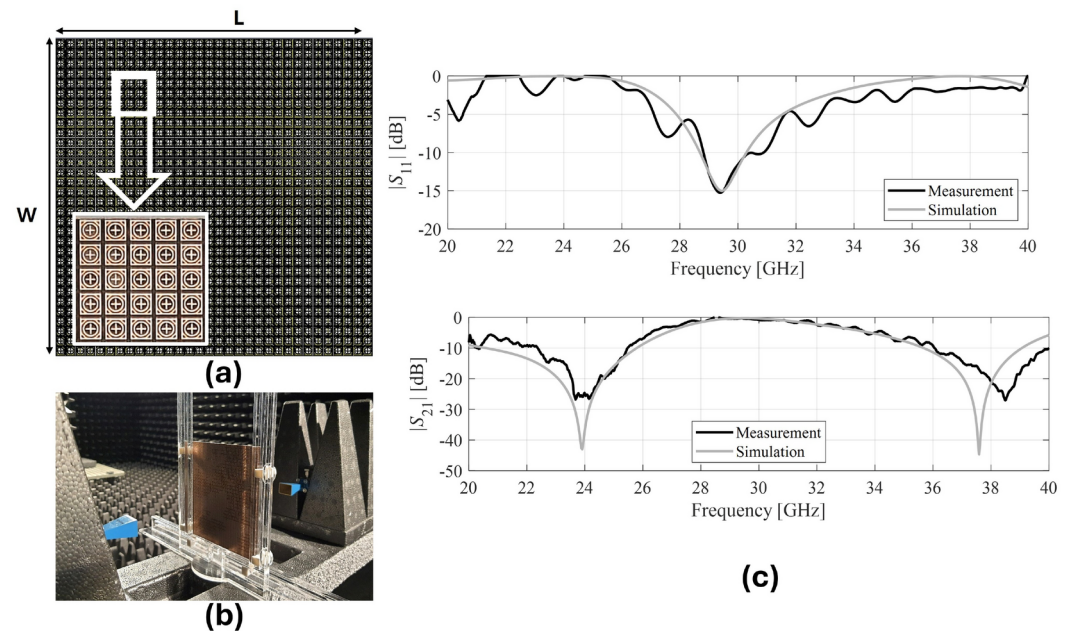 L
W
(a)
(b)
0
-5
-10
-15
-20
|S11| [dB]
Measurement
Simulation
20 22 24 26 28 30 32 34 36 38 40
Frequency [GHz]
0
-10
-20
-30
-40
-50
|S21| [dB]
Measurement
Simulation
20 22 24 26 28 30 32 34 36 38 40
Frequency [GHz]
(c)